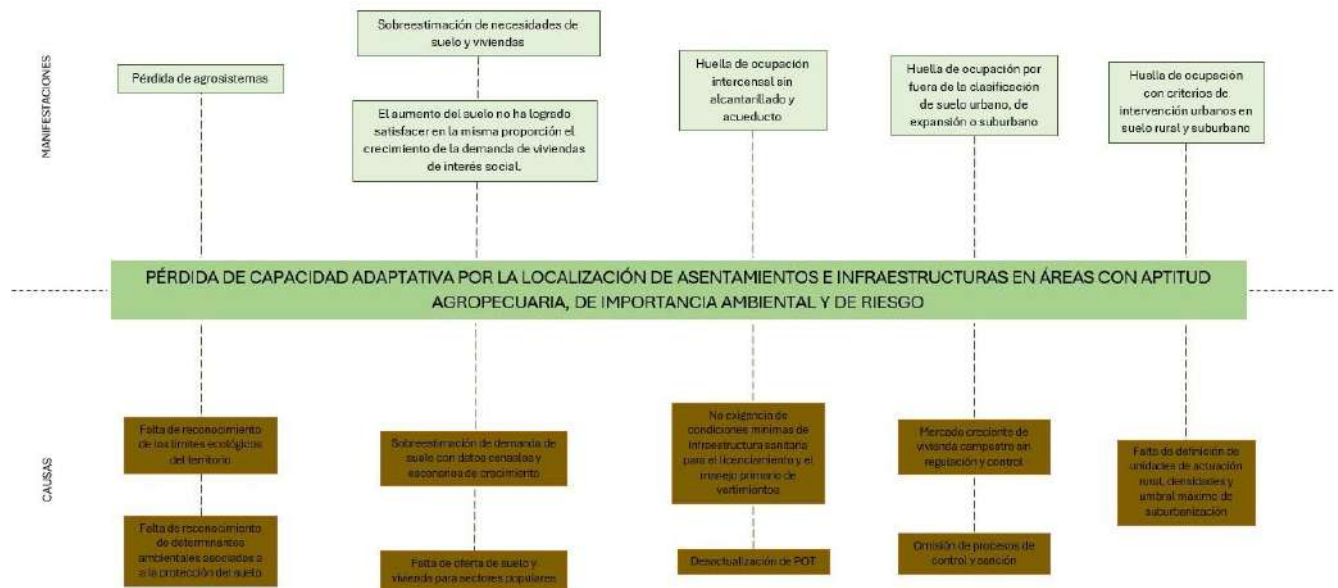 MANIFESTACIONES
Pérdida de agrosistemas
Sobreestimación de necesidades de
suelo y viviendas
El aumento del suelo no ha logrado
satisfacer en la misma proporción el
crecimiento de la demanda de viviendas
de interés social.
Huella de ocupación
intercensal sin
alcantarillado y
acueducto
Huella de ocupación por
fuera de la clasificación
de suelo urbano, de
expansión o suburbano
Huella de ocupación
con criterios de
intervención urbanos en
suelo rural y suburbano
PÉRDIDA DE CAPACIDAD ADAPTATIVA POR LA LOCALIZACIÓN DE ASENTAMIENTOS E INFRAESTRUCTURAS EN ÁREAS CON APTITUD
AGROPECUARIA, DE IMPORTANCIA AMBIENTAL Y DE RIESGO
CAUSAS
Falta de reconocimiento
de los límites ecológicos
del territorio
Falta de reconocimiento
de determinantes
ambientales asociados a
a la protección del suelo
Sobreestimación de demanda de
suelo con datos censales y
escenarios de crecimiento
Falta de oferta de suelo y
vivienda para sectores populares
No exigencia de
condiciones mínimas de
infraestructura sanitaria
para el licenciamiento y el
manejo primario de
vertimientos
Desactualización de POT
Mercado creciente de
vivienda campestre sin
regulación y control
Omisión de procesos de
control y sanción
Falta de definición de
unidades de actuación
rural, densidades y
umbral máximo de
suburbanización